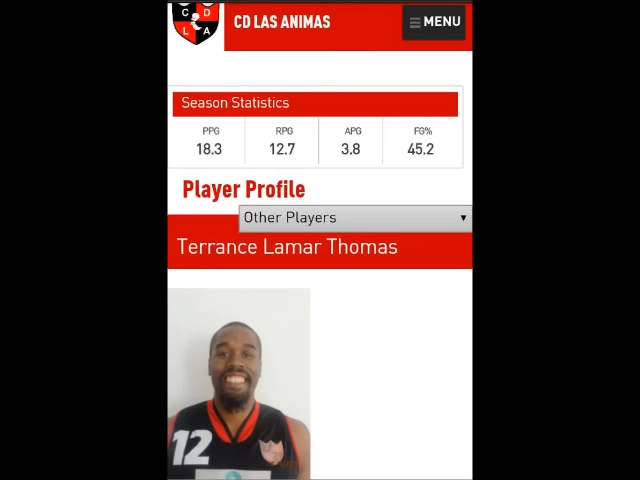 C D
L A
CD LAS ANIMAS
MENU
Season Statistics
PPG RPG APG FG%
18.3 12.7 3.8 45.2
Player Profile
Other Players
Terrance Lamar Thomas
12